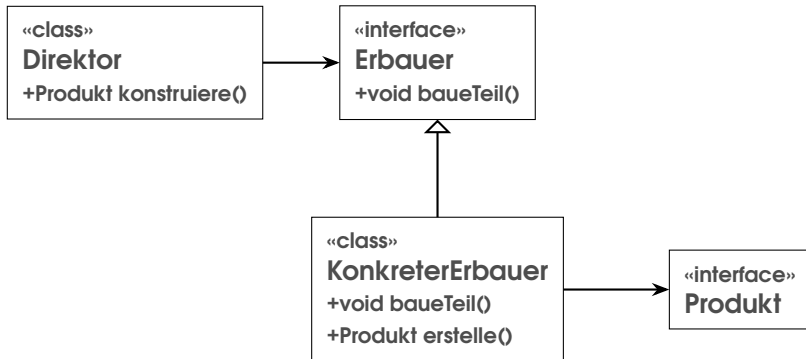 «class»
Direktor
+Produkt konstruiere()
«interface»
Erbauer
+void baueTeil()
«class»
KonkreterErbauer
+void baueTeil()
+Produkt erstelle()
«interface»
Produkt